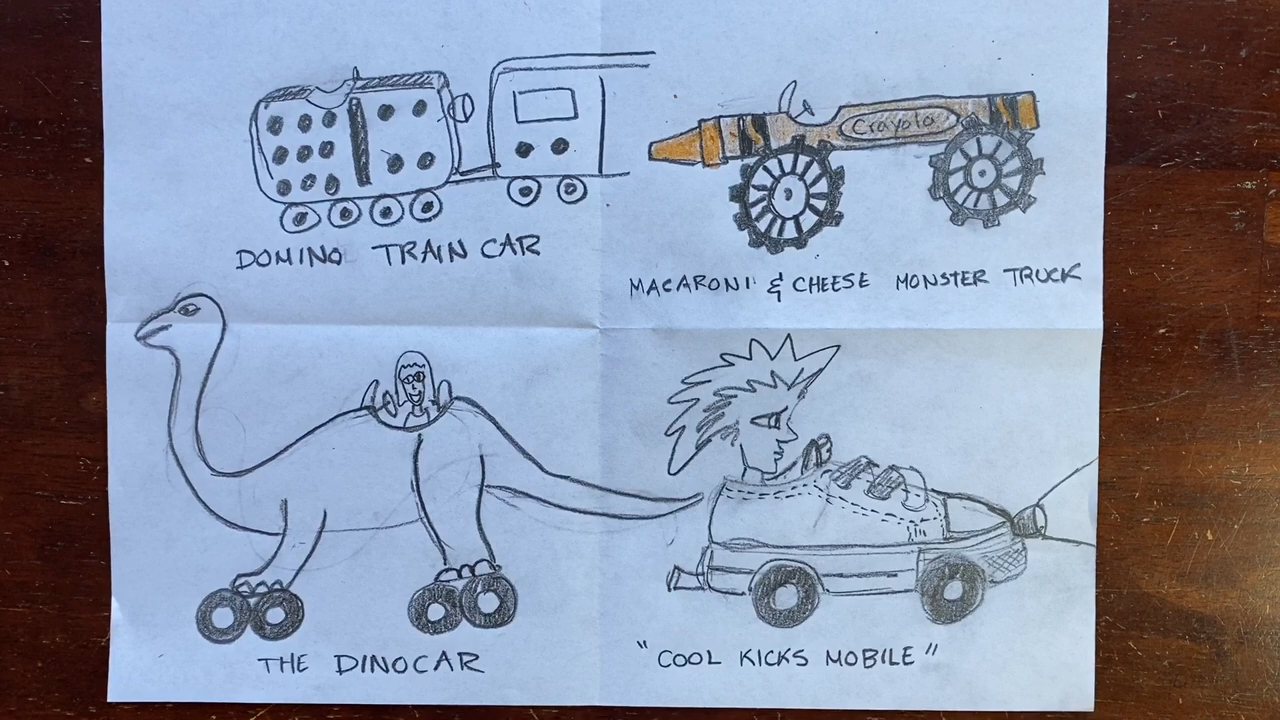 DOMINO TRAIN CAR
Crayola
MACARONI & CHEESE MONSTER TRUCK
THE DINOCAR
"COOL KICKS MOBILE"